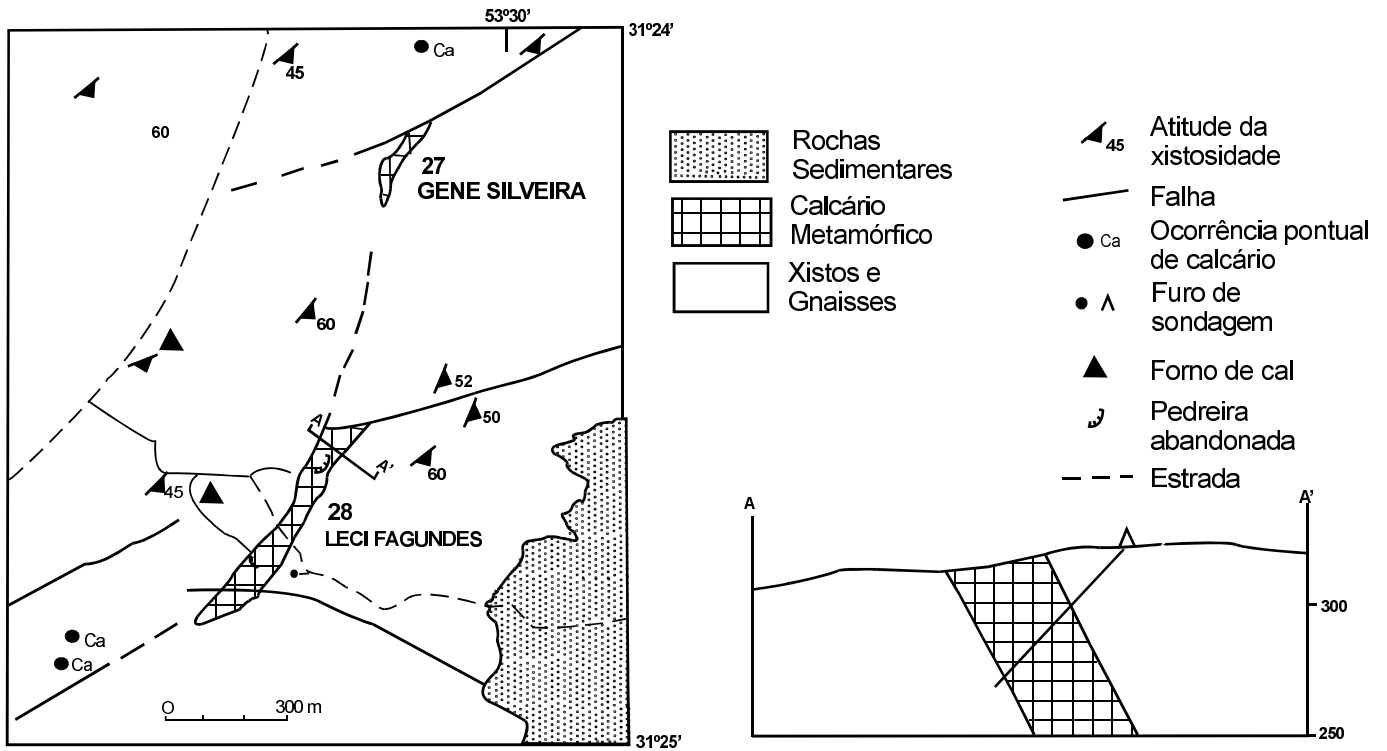 53º30'
31º24'
45
Ca
60
27
GENE SILVEIRA
60
52
50
A
A'
60
45
28
LECI FAGUNDES
Ca
Ca
O
300 m
31º25'
Rochas
Sedimentares
Calcário
Metamórfico
Xistos e
Gnaisses
45
Atitude da
xistosidade
Falha
Ca
Ocorrência pontual
de calcário
Furo de
sondagem
Forno de cal
Pedreira
abandonada
Estrada
A
A'
300
250